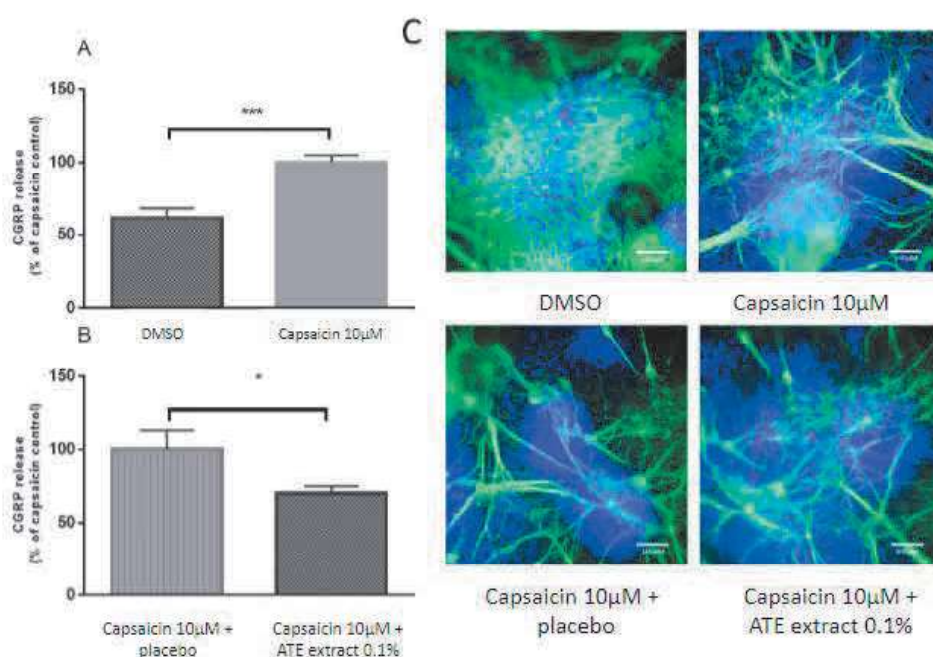 A
CGRP release
(% of capsaicin control)
150
100
50
0
***
DMSO
Capsaicin 10µM
B
CGRP release
(% of capsaicin control)
150
100
50
0
*
Capsaicin 10µM +
placebo
Capsaicin 10µM +
ATE extract 0.1%
C
DMSO
Capsaicin 10µM
Capsaicin 10µM +
placebo
Capsaicin 10µM +
ATE extract 0.1%